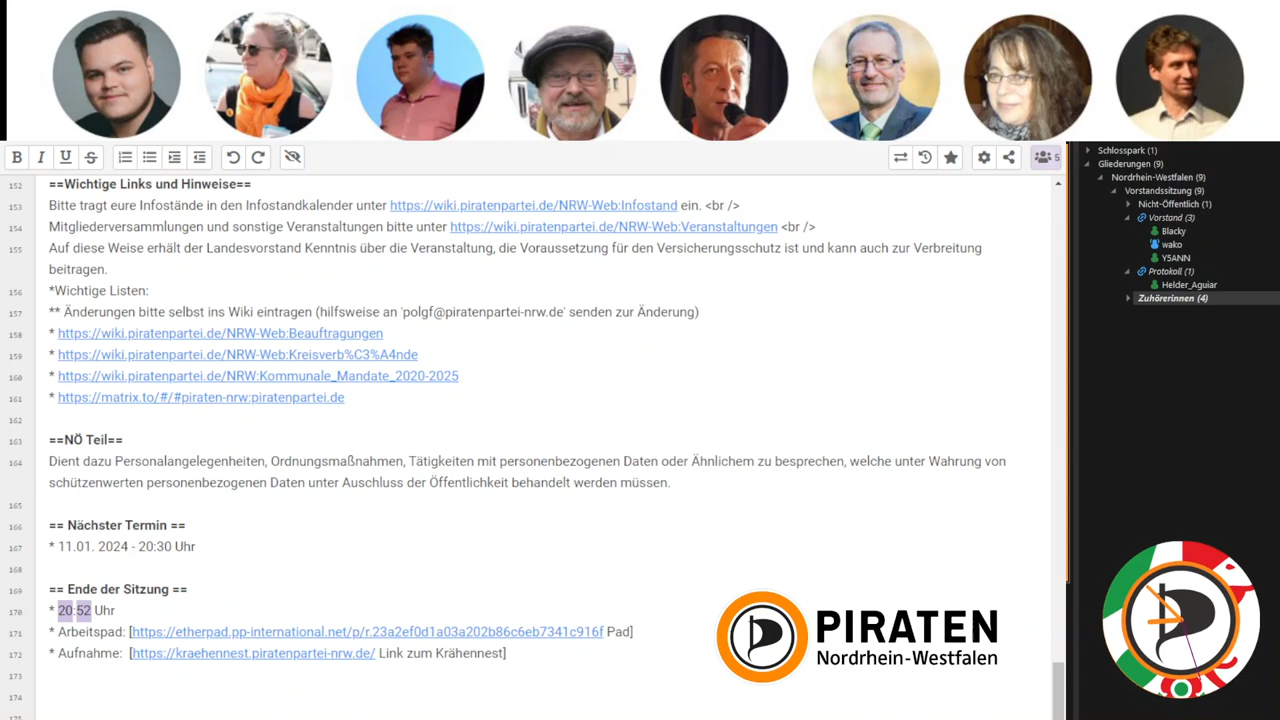 B I U S
5
152 ==Wichtige Links und Hinweise==
153 Bitte tragt eure Infostände in den Infostandkalender unter https://wiki.piratenpartei.de/NRW-Web:Infostand ein. <br />
154 Mitgliederversammlungen und sonstige Veranstaltungen bitte unter https://wiki.piratenpartei.de/NRW-Web:Veranstaltungen <br />
155 Auf diese Weise erhält der Landesvorstand Kenntnis über die Veranstaltung, die Voraussetzung für den Versicherungsschutz ist und kann auch zur Verbreitung
beitragen.
156 *Wichtige Listen:
157 ** Änderungen bitte selbst ins Wiki eintragen (hilfsweise an 'polgf@piratenpartei-nrw.de' senden zur Änderung)
158 * https://wiki.piratenpartei.de/NRW-Web:Beauftragungen
159 * https://wiki.piratenpartei.de/NRW-Web:Kreisverb%C3%A4nde
160 * https://wiki.piratenpartei.de/NRW:Kommunale_Mandate_2020-2025
161 * https://matrix.to/#/#piraten-nrw:piratenpartei.de
162
163 ==NÖ Teil==
164 Dient dazu Personalangelegenheiten, Ordnungsmaßnahmen, Tätigkeiten mit personenbezogenen Daten oder Ähnlichem zu besprechen, welche unter Wahrung von
schützenwerten personenbezogenen Daten unter Auschluss der Öffentlichkeit behandelt werden müssen.
165
166 == Nächster Termin ==
167 * 11.01. 2024 - 20:30 Uhr
168
169 == Ende der Sitzung ==
170 * 20:52 Uhr
171 * Arbeitspad: [https://etherpad.pp-international.net/p/r.23a2ef0d1a03a202b86c6eb7341c916f Pad]
172 * Aufnahme: [https://kraehennest.piratenpartei-nrw.de/ Link zum Krähennest]
173
174
175
Schlosspark (1)
Gliederungen (9)
Nordrhein-Westfalen (9)
Vorstandssitzung (9)
Nicht-Öffentlich (1)
Vorstand (3)
Blacky
wako
Y5ANN
Protokoll (1)
Helder_Aguiar
Zuhörerinnen (4)
PIRATEN
Nordrhein-Westfalen